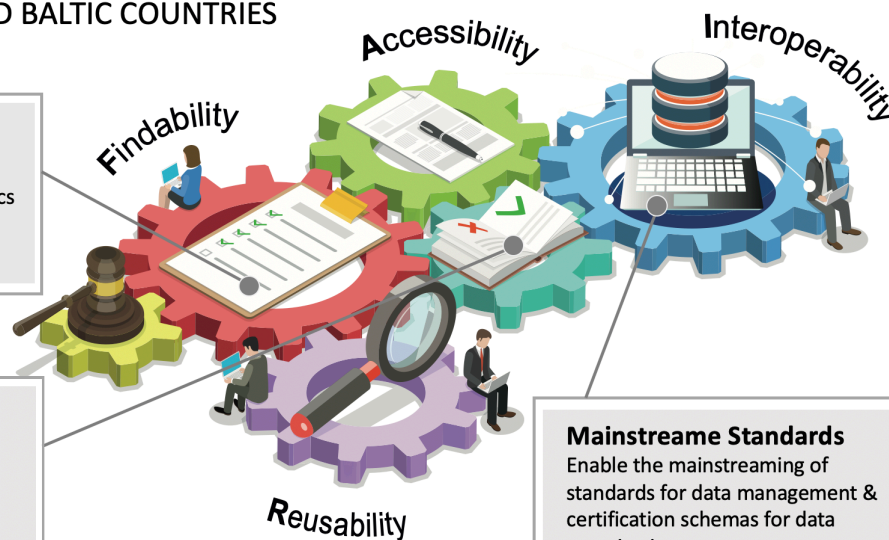 D BALTIC COUNTRIES
Accessibility
Interoperability
Findability
cs
Reusability
Mainstreame Standards
Enable the mainstreaming of
standards for data management &
certification schemas for data